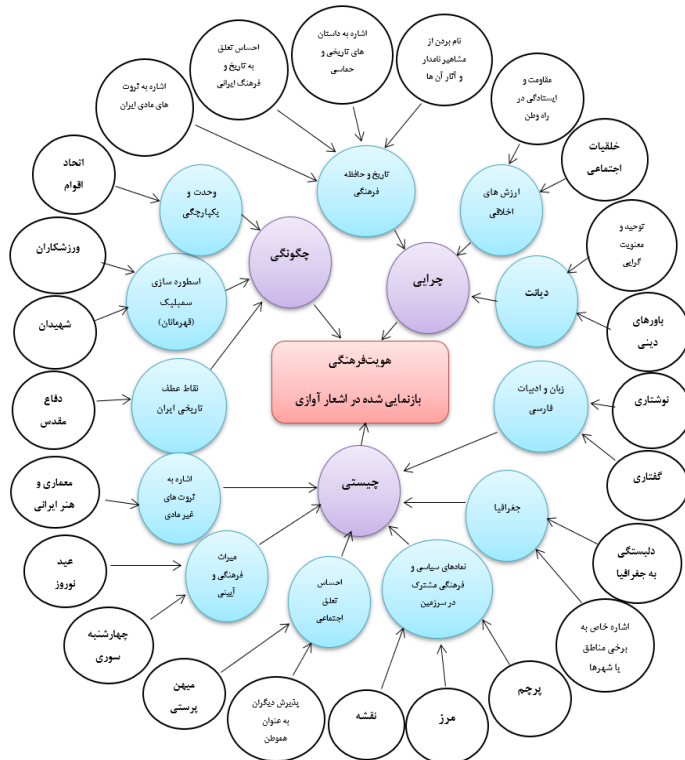 نام بردن از
مشاهیر نامدار
و آثار آن ها
اشاره به داستان
های تاریخی و
حماسی
احساس تعلق
به تاریخ و
فرهنگ ایرانی
اشاره به ثروت
های مادی ایران
مقاومت و
ایستادگی در
راه وطن
خلقیات
اجتماعی
توحید و
معنویت
گرایی
باورهای
دینی
نوشتاری
گفتاری
دلبستگی
به جغرافیا
اشاره خاص به
برخی مناطق
یا شهرها
پرچم
مرز
نقشه
پذیرش دیگران
به عنوان
هموطن
میهن
پرستی
چهارشنبه
سوری
عید
نوروز
معماری و
هنر ایرانی
دفاع
مقدس
شهیدان
ورزشکاران
اتحاد
اقوام
تاریخ و حافظه
فرهنگی
ارزش های
اخلاقی
دیانت
زبان و ادبیات
فارسی
جغرافیا
نمادهای سیاسی و
فرهنگی مشترک
در سرزمین
احساس
تعلق
اجتماعی
میراث
فرهنگی و
آیینی
اشاره به
ثروت های
غیر مادی
نقاط عطف
تاریخی ایران
اسطوره سازی
سمبلیک
(قهرمانان)
وحدت و
یکپارچگی
چرایی
چگونگی
چیستی
هویت‌فرهنگی
بازنمایی شده در اشعار آوازی